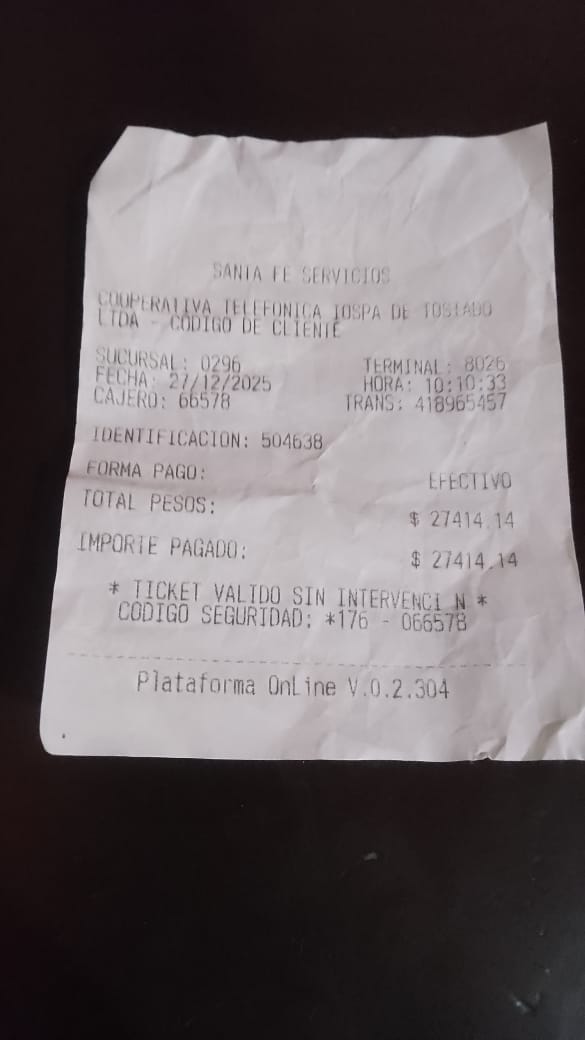 SANTA FE SERVICIOS
COOPERATIVA TELEFONICA IOSPA DE TOSTADO
LTDA - CODIGO DE CLIENTE
SUCURSAL: 0296 TERMINAL: 8026
FECHA: 27/12/2025 HORA: 10:10:33
CAJERO: 66578 TRANS: 418965457
IDENTIFICACION: 504638
FORMA PAGO: EFECTIVO
TOTAL PESOS: $ 27414.14
IMPORTE PAGADO: $ 27414.14
* TICKET VALIDO SIN INTERVENCI N *
CODIGO SEGURIDAD: *176 - 066578
Plataforma OnLine V.0.2.304